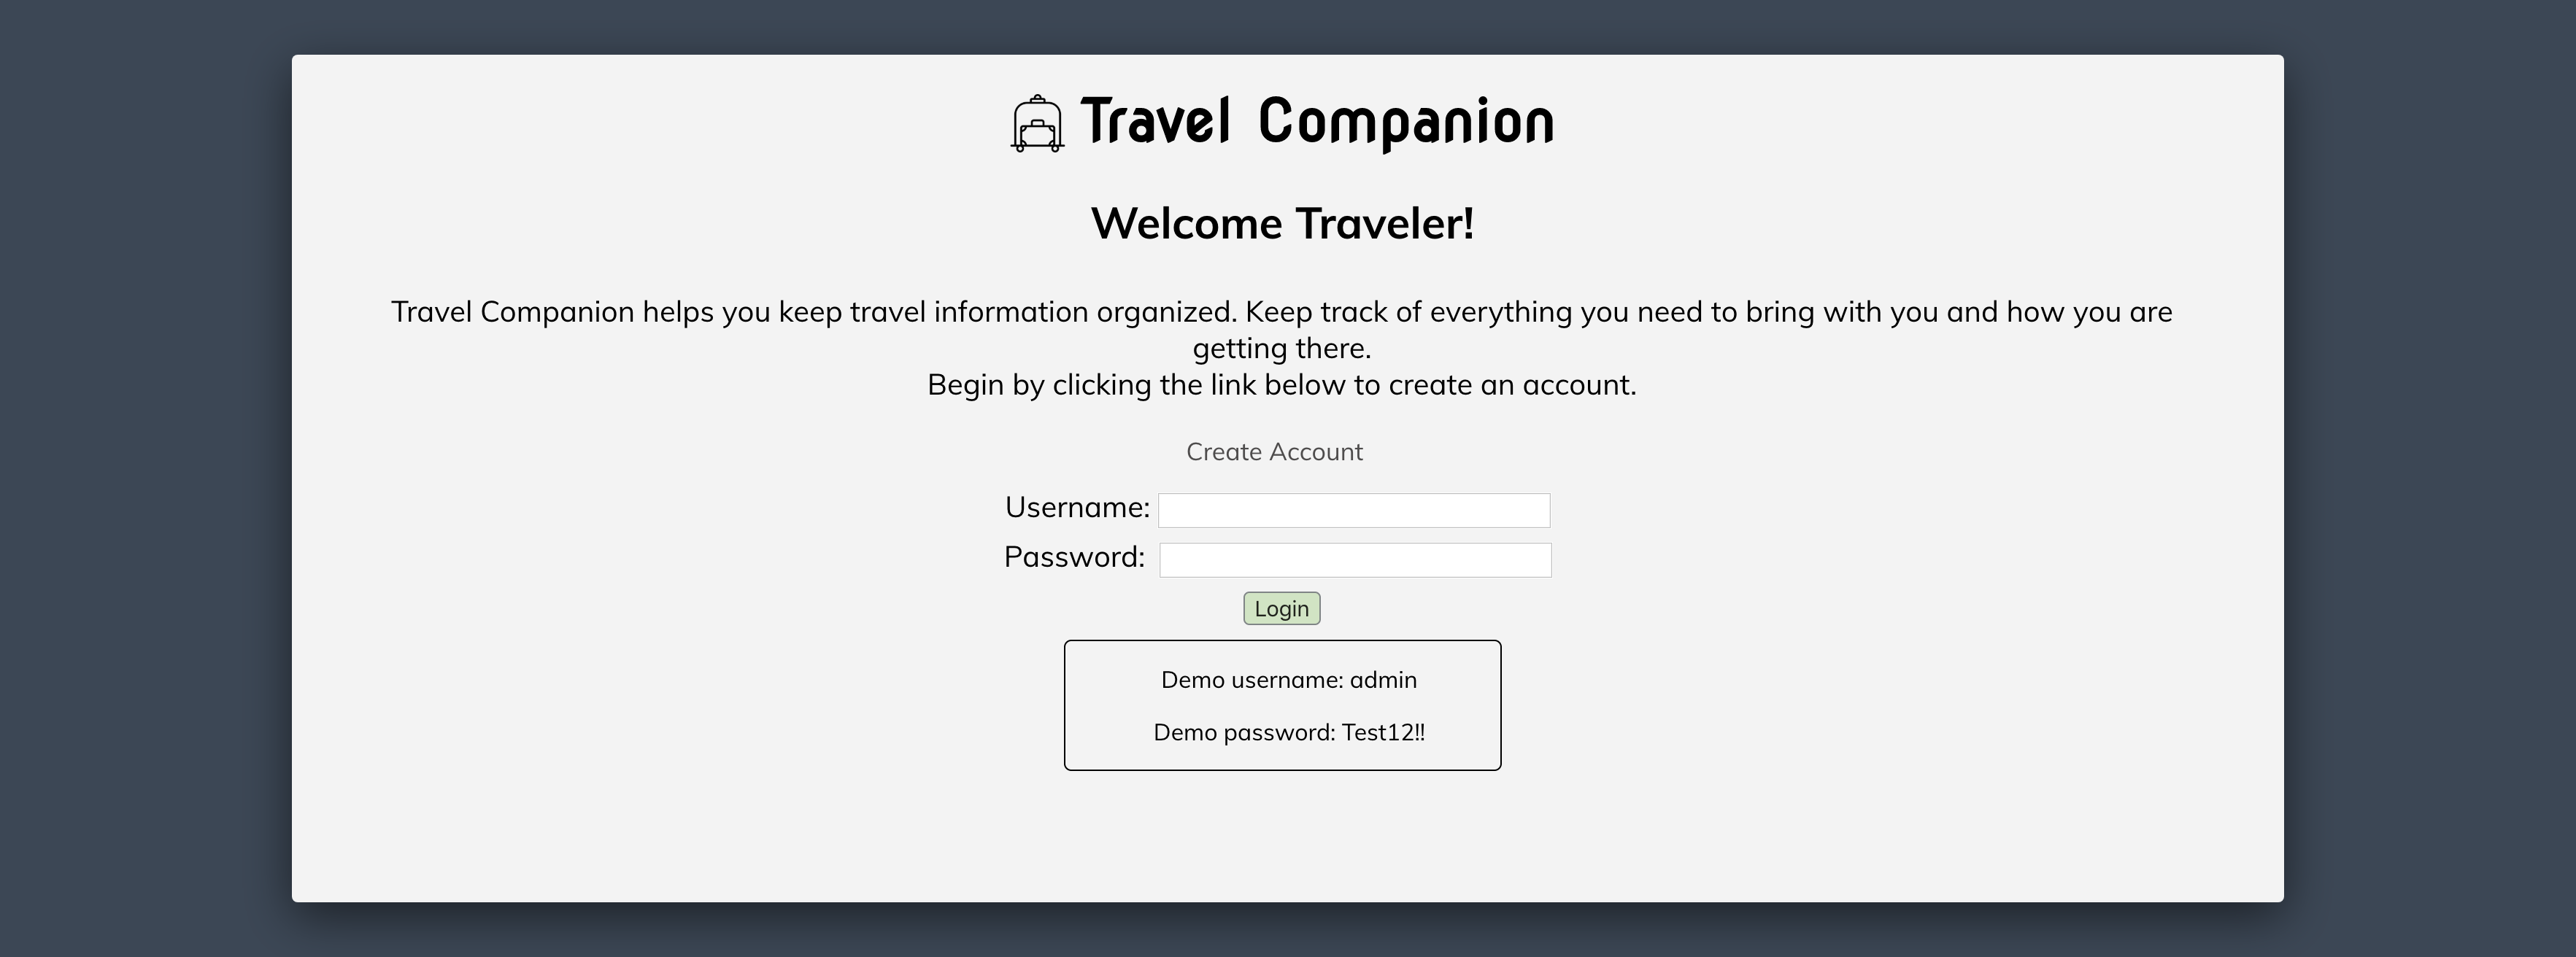 Travel Companion
Welcome Traveler!
Travel Companion helps you keep travel information organized. Keep track of everything you need to bring with you and how you are
getting there.
Begin by clicking the link below to create an account.
Create Account
Username:
Password:
Login
Demo username: admin
Demo password: Test12!!